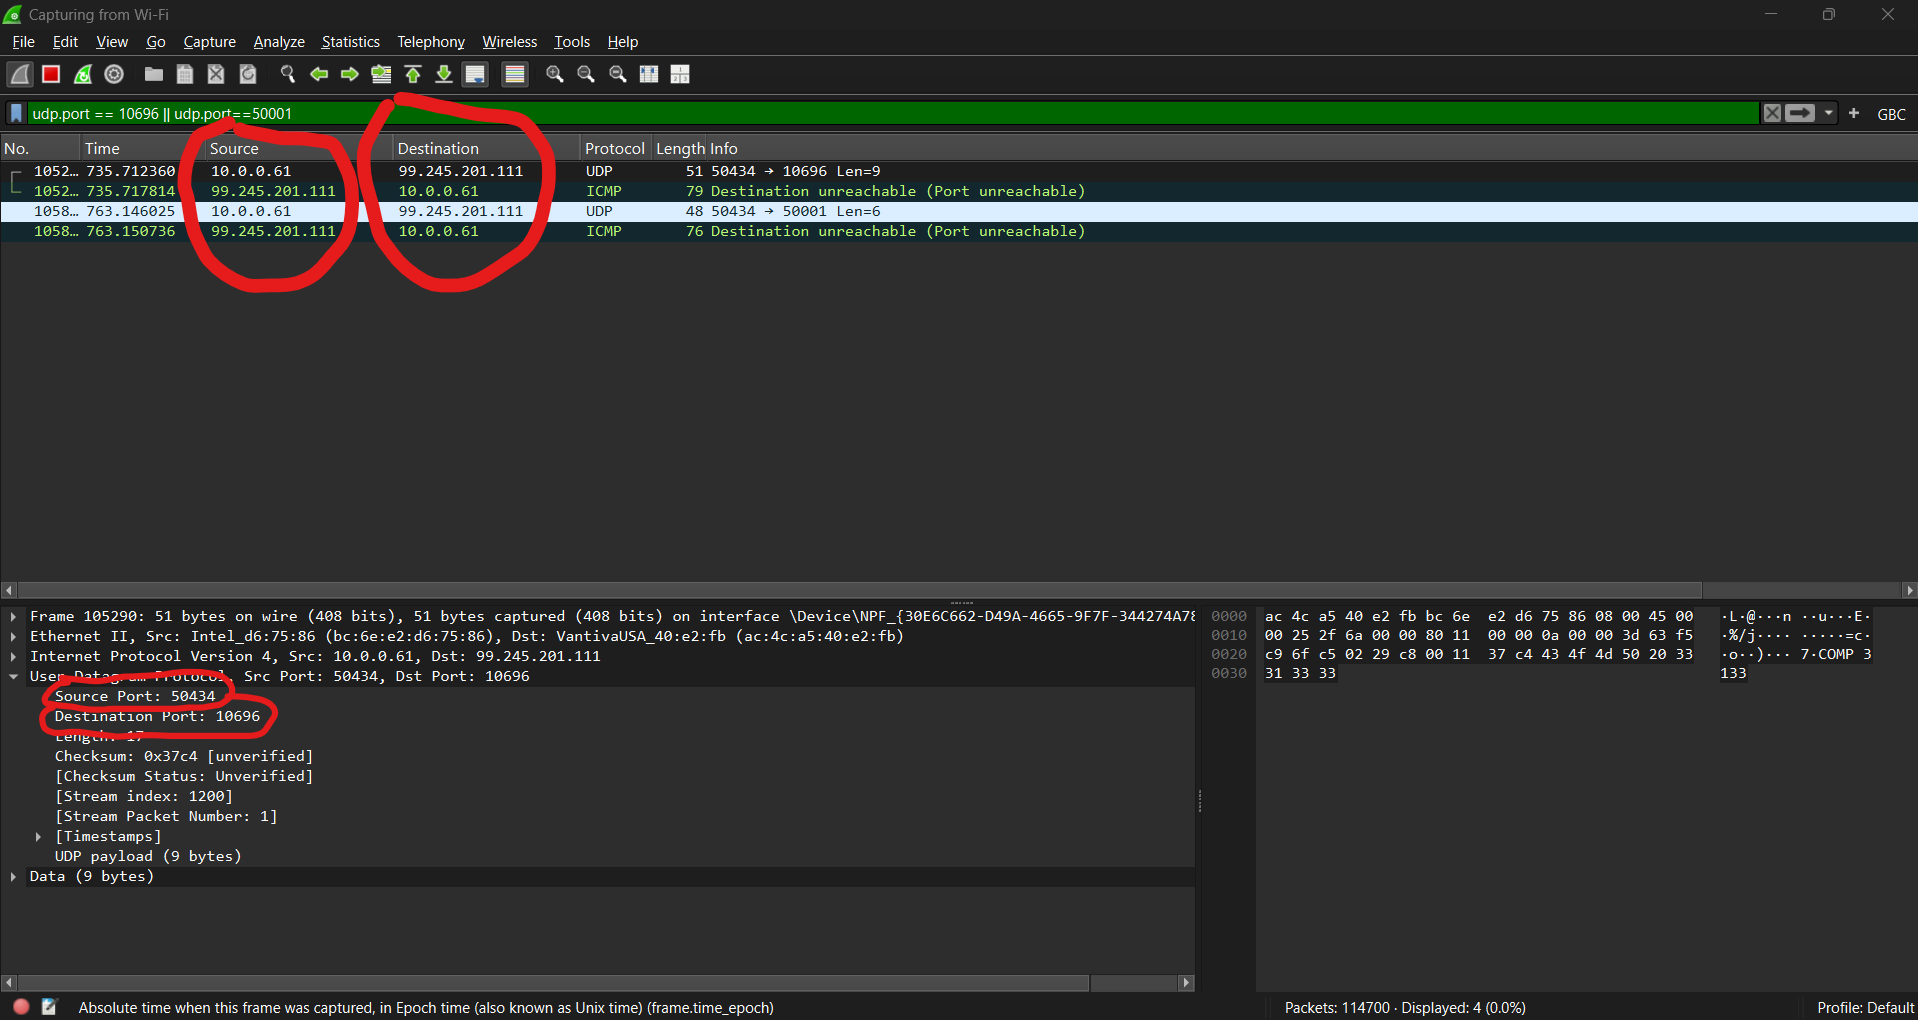 Capturing from Wi-Fi
File Edit View Go Capture Analyze Statistics Telephony Wireless Tools Help
udp.port == 10696 || udp.port==50001 GBC
No. Time Source Destination Protocol Length Info
1052… 735.712360 10.0.0.61 99.245.201.111 UDP 51 50434 → 10696 Len=9
1052… 735.717814 99.245.201.111 10.0.0.61 ICMP 79 Destination unreachable (Port unreachable)
1058… 763.146025 10.0.0.61 99.245.201.111 UDP 48 50434 → 50001 Len=6
1058… 763.150736 99.245.201.111 10.0.0.61 ICMP 76 Destination unreachable (Port unreachable)
Frame 105290: 51 bytes on wire (408 bits), 51 bytes captured (408 bits) on interface \Device\NPF_{30E6C662-D49A-4665-9F7F-344274A78
Ethernet II, Src: Intel_d6:75:86 (bc:6e:e2:d6:75:86), Dst: VantivaUSA_40:e2:fb (ac:4c:a5:40:e2:fb)
Internet Protocol Version 4, Src: 10.0.0.61, Dst: 99.245.201.111
User Datagram Protocol, Src Port: 50434, Dst Port: 10696
Source Port: 50434
Destination Port: 10696
Length: 17
Checksum: 0x37c4 [unverified]
[Checksum Status: Unverified]
[Stream index: 1200]
[Stream Packet Number: 1]
[Timestamps]
UDP payload (9 bytes)
Data (9 bytes)
0000 ac 4c a5 40 e2 fb bc 6e e2 d6 75 86 08 00 45 00 ·L·@···n ··u···E·
0010 00 25 2f 6a 00 00 80 11 00 00 0a 00 00 3d 63 f5 ·%/j···· ·····=c·
0020 c9 6f c5 02 29 c8 00 11 37 c4 43 4f 4d 50 20 33 ·o··)··· 7·COMP 3
0030 31 33 33 133
Absolute time when this frame was captured, in Epoch time (also known as Unix time) (frame.time_epoch) Packets: 114700 · Displayed: 4 (0.0%) Profile: Default